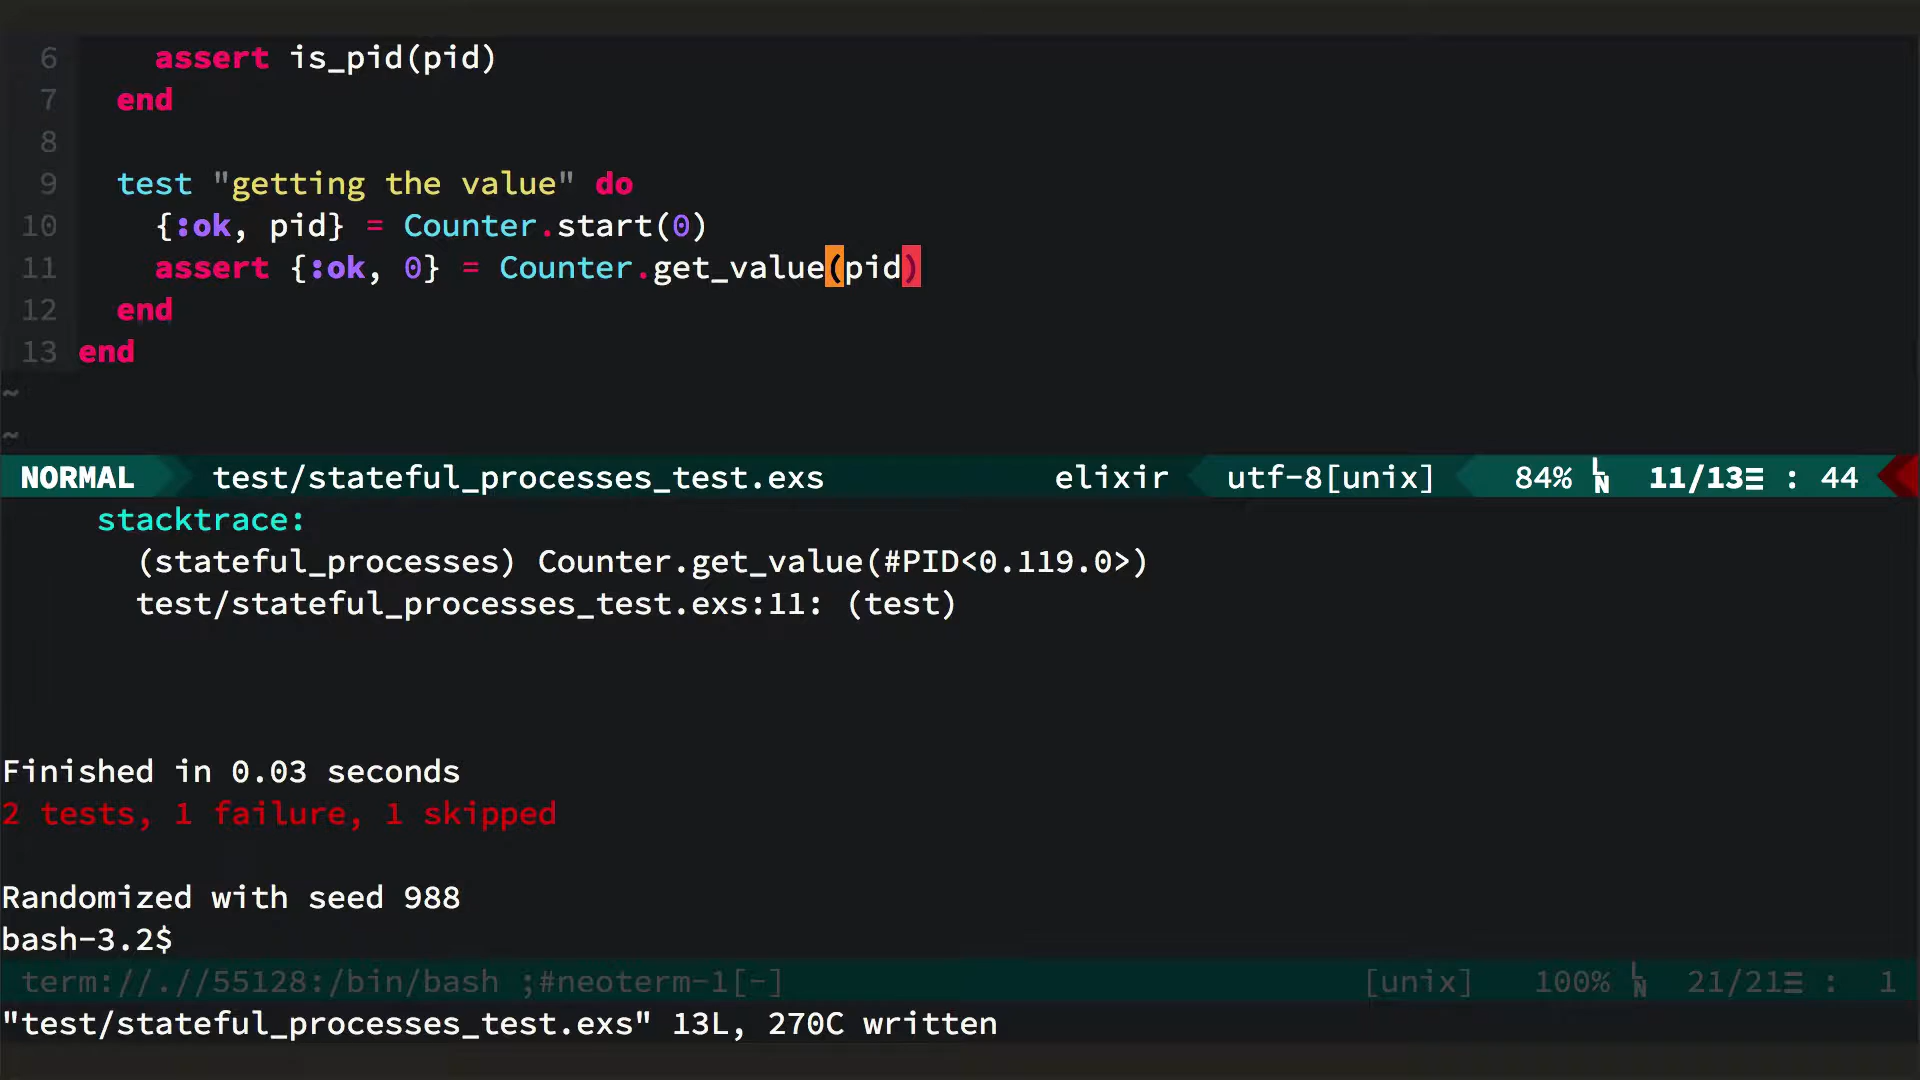 6 assert is_pid(pid)
7 end
8
9 test "getting the value" do
10 {:ok, pid} = Counter.start(0)
11 assert {:ok, 0} = Counter.get_value(pid)
12 end
13 end
~
~
NORMAL test/stateful_processes_test.exs elixir utf-8[unix] 84% ㏑ 11/13≡ : 44
stacktrace:
(stateful_processes) Counter.get_value(#PID<0.119.0>)
test/stateful_processes_test.exs:11: (test)
Finished in 0.03 seconds
2 tests, 1 failure, 1 skipped
Randomized with seed 988
bash-3.2$
term://.//55128:/bin/bash ;#neoterm-1[-] [unix] 100% ㏑ 21/21≡ : 1
"test/stateful_processes_test.exs" 13L, 270C written